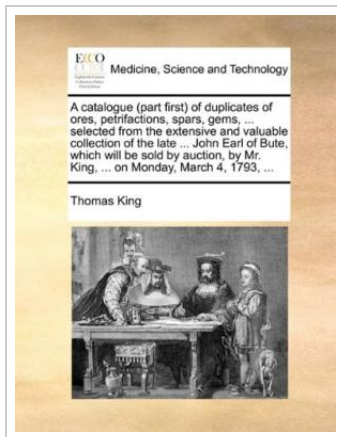 ECCO
Medicine, Science and Technology
A catalogue (part first) of duplicates of
ores, petrifactions, spars, gems, ...
selected from the extensive and valuable
collection of the late ... John Earl of Bute,
which will be sold by auction, by Mr.
King, ... on Monday, March 4, 1793, ...
Thomas King